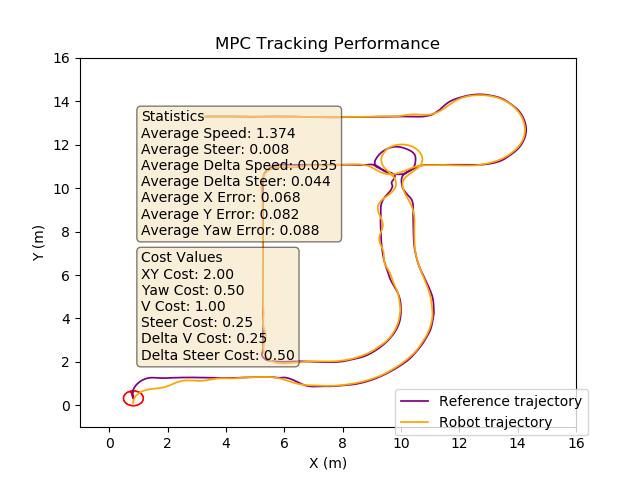 MPC Tracking Performance
Y (m)
16
14
12
10
8
6
4
2
0
Statistics
Average Speed: 1.374
Average Steer: 0.008
Average Delta Speed: 0.035
Average Delta Steer: 0.044
Average X Error: 0.068
Average Y Error: 0.082
Average Yaw Error: 0.088
Cost Values
XY Cost: 2.00
Yaw Cost: 0.50
V Cost: 1.00
Steer Cost: 0.25
Delta V Cost: 0.25
Delta Steer Cost: 0.50
Reference trajectory
Robot trajectory
0 2 4 6 8 10 12 14 16
X (m)